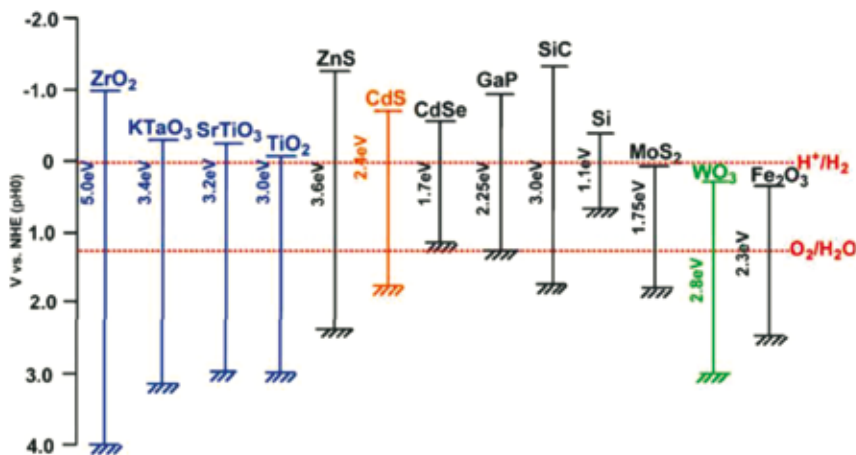 -2.0
-1.0
0
1.0
2.0
3.0
4.0
V vs. NHE (pH0)
ZrO₂
5.0eV
KTaO₃
3.4eV
SrTiO₃
3.2eV
TiO₂
3.0eV
ZnS
3.6eV
CdS
2.4eV
CdSe
1.7eV
GaP
2.25eV
SiC
3.0eV
Si
1.1eV
MoS₂
1.75eV
WO₃
2.8eV
Fe₂O₃
2.3eV
H⁺/H₂
O₂/H₂O